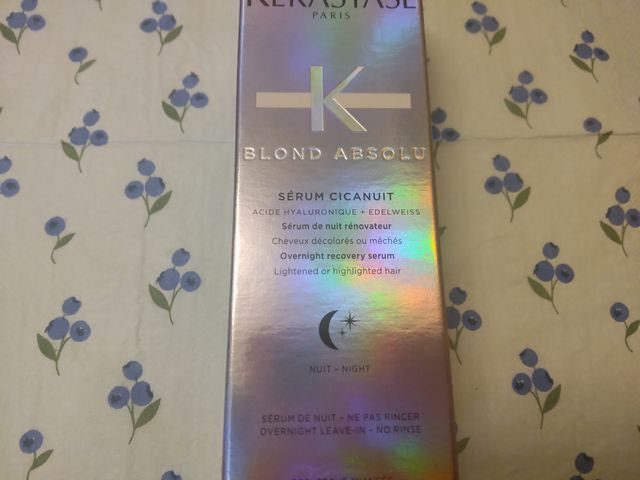 KÉRASTASE
PARIS
K
BLOND ABSOLU
SÉRUM CICANUIT
ACIDE HYALURONIQUE + EDELWEISS
Sérum de nuit rénovateur
Cheveux décolorés ou méchés
Overnight recovery serum
Lightened or highlighted hair
NUIT - NIGHT
SÉRUM DE NUIT - NE PAS RINCER
OVERNIGHT LEAVE-IN - NO RINSE